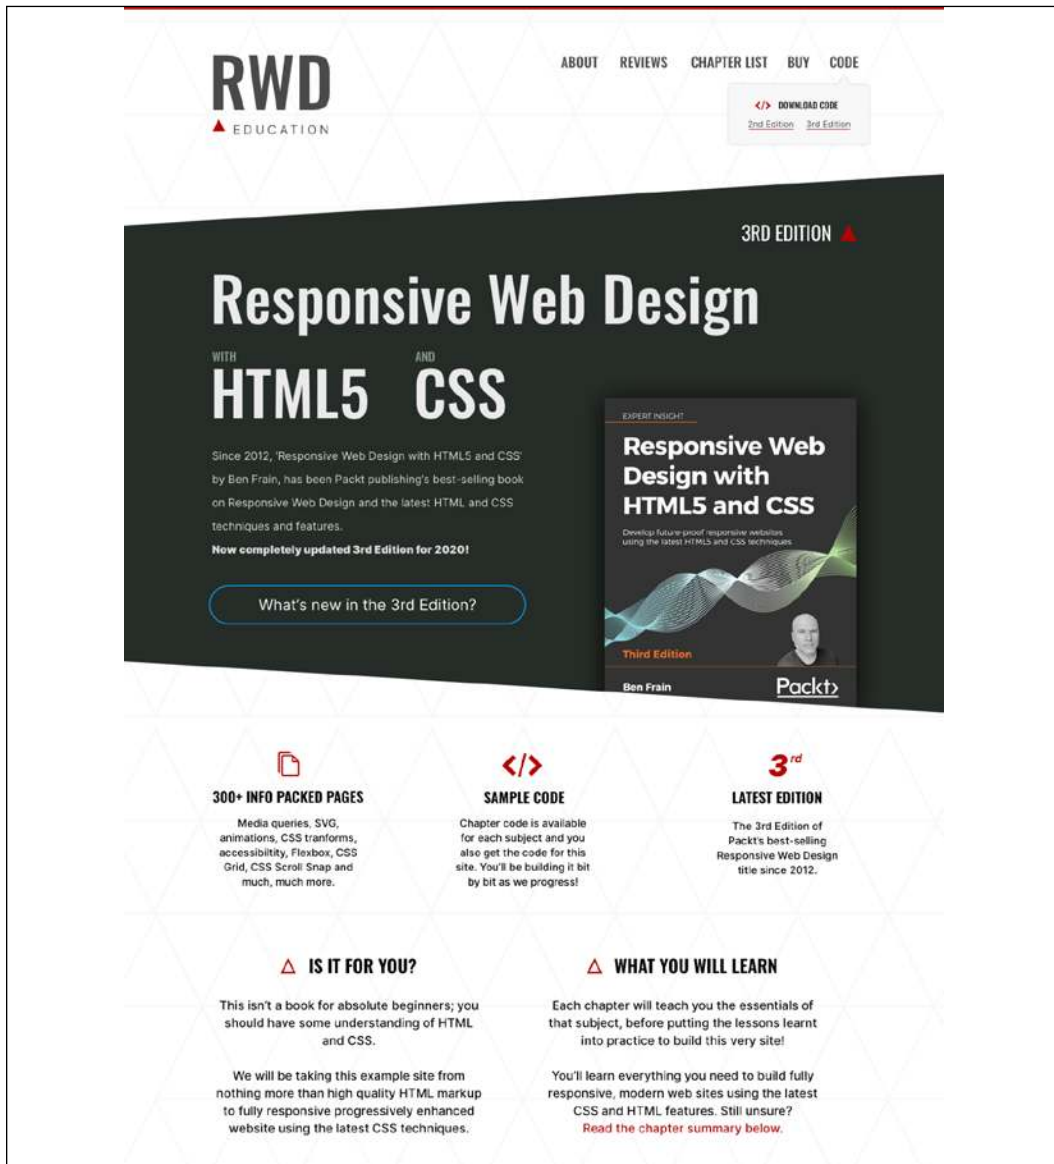 RWD
EDUCATION
ABOUT REVIEWS CHAPTER LIST BUY CODE
</> DOWNLOAD CODE
2nd Edition 3rd Edition
3RD EDITION
Responsive Web Design
WITH AND
HTML5 CSS
Since 2012, 'Responsive Web Design with HTML5 and CSS'
by Ben Frain, has been Packt publishing's best-selling book
on Responsive Web Design and the latest HTML and CSS
techniques and features.
New completely updated 3rd Edition for 2020!
What's new in the 3rd Edition?
EXPERT INSIGHT
Responsive Web
Design with
HTML5 and CSS
Develop future-proof responsive websites
using the latest HTML5 and CSS techniques
Third Edition
Ben Frain
Packt>
300+ INFO PACKED PAGES
Media queries, SVG,
animations, CSS tranforms,
accessibiltity, Flexbox, CSS
Grid, CSS Scroll Snap and
much, much more.
</>
SAMPLE CODE
Chapter code is available
for each subject and you
also get the code for this
site. You'll be building it bit
by bit as we progress!
3rd
LATEST EDITION
The 3rd Edition of
Packt's best-selling
Responsive Web Design
title since 2012.
IS IT FOR YOU?
This isn't a book for absolute beginners; you
should have some understanding of HTML
and CSS.
We will be taking this example site from
nothing more than high quality HTML markup
to fully responsive progressively enhanced
website using the latest CSS techniques.
WHAT YOU WILL LEARN
Each chapter will teach you the essentials of
that subject, before putting the lessons learnt
into practice to build this very site!
You'll learn everything you need to build fully
responsive, modern web sites using the latest
CSS and HTML features. Still unsure?
Read the chapter summary below.